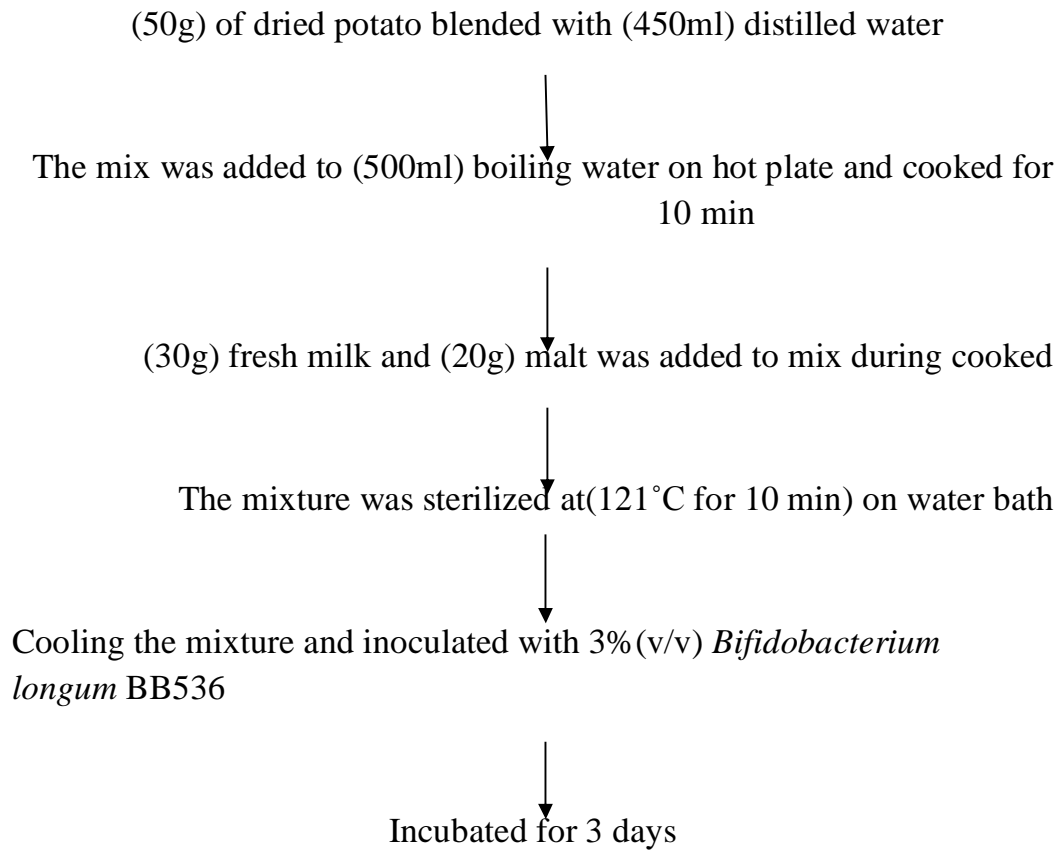 (50g) of dried potato blended with (450ml) distilled water
The mix was added to (500ml) boiling water on hot plate and cooked for
10 min
(30g) fresh milk and (20g) malt was added to mix during cooked
The mixture was sterilized at(121˚C for 10 min) on water bath
Cooling the mixture and inoculated with 3%(v/v) Bifidobacterium
longum BB536
Incubated for 3 days